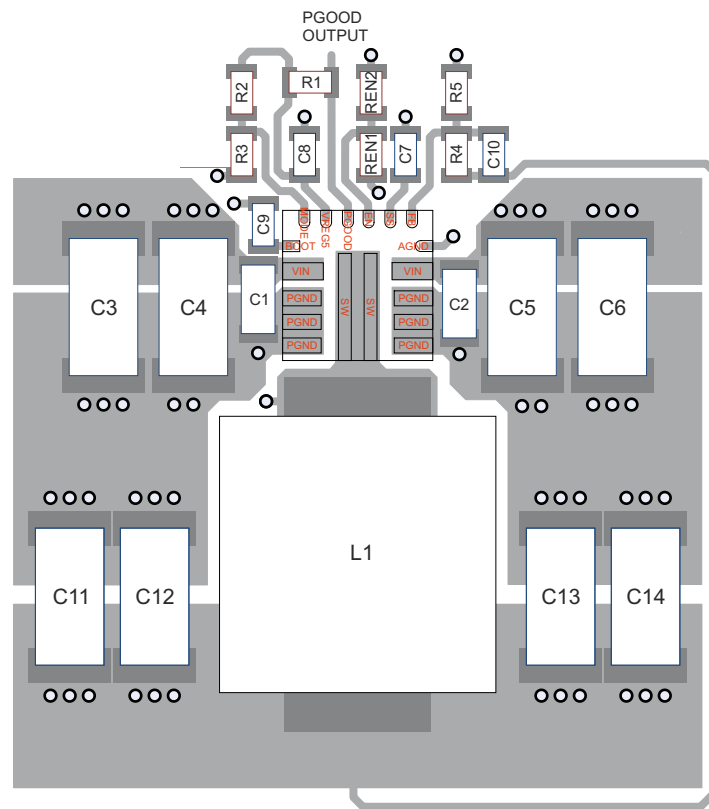 PGOOD
OUTPUT
R2
R1
REN2
R5
R3
C8
REN1
C7
R4
C10
C9
MODE
VREG5
PGOOD
EN
SS
FB
BOOT
AGND
C3
C4
C1
VIN
VIN
C2
C5
C6
PGND
SW
SW
PGND
PGND
PGND
PGND
PGND
L1
C11
C12
C13
C14